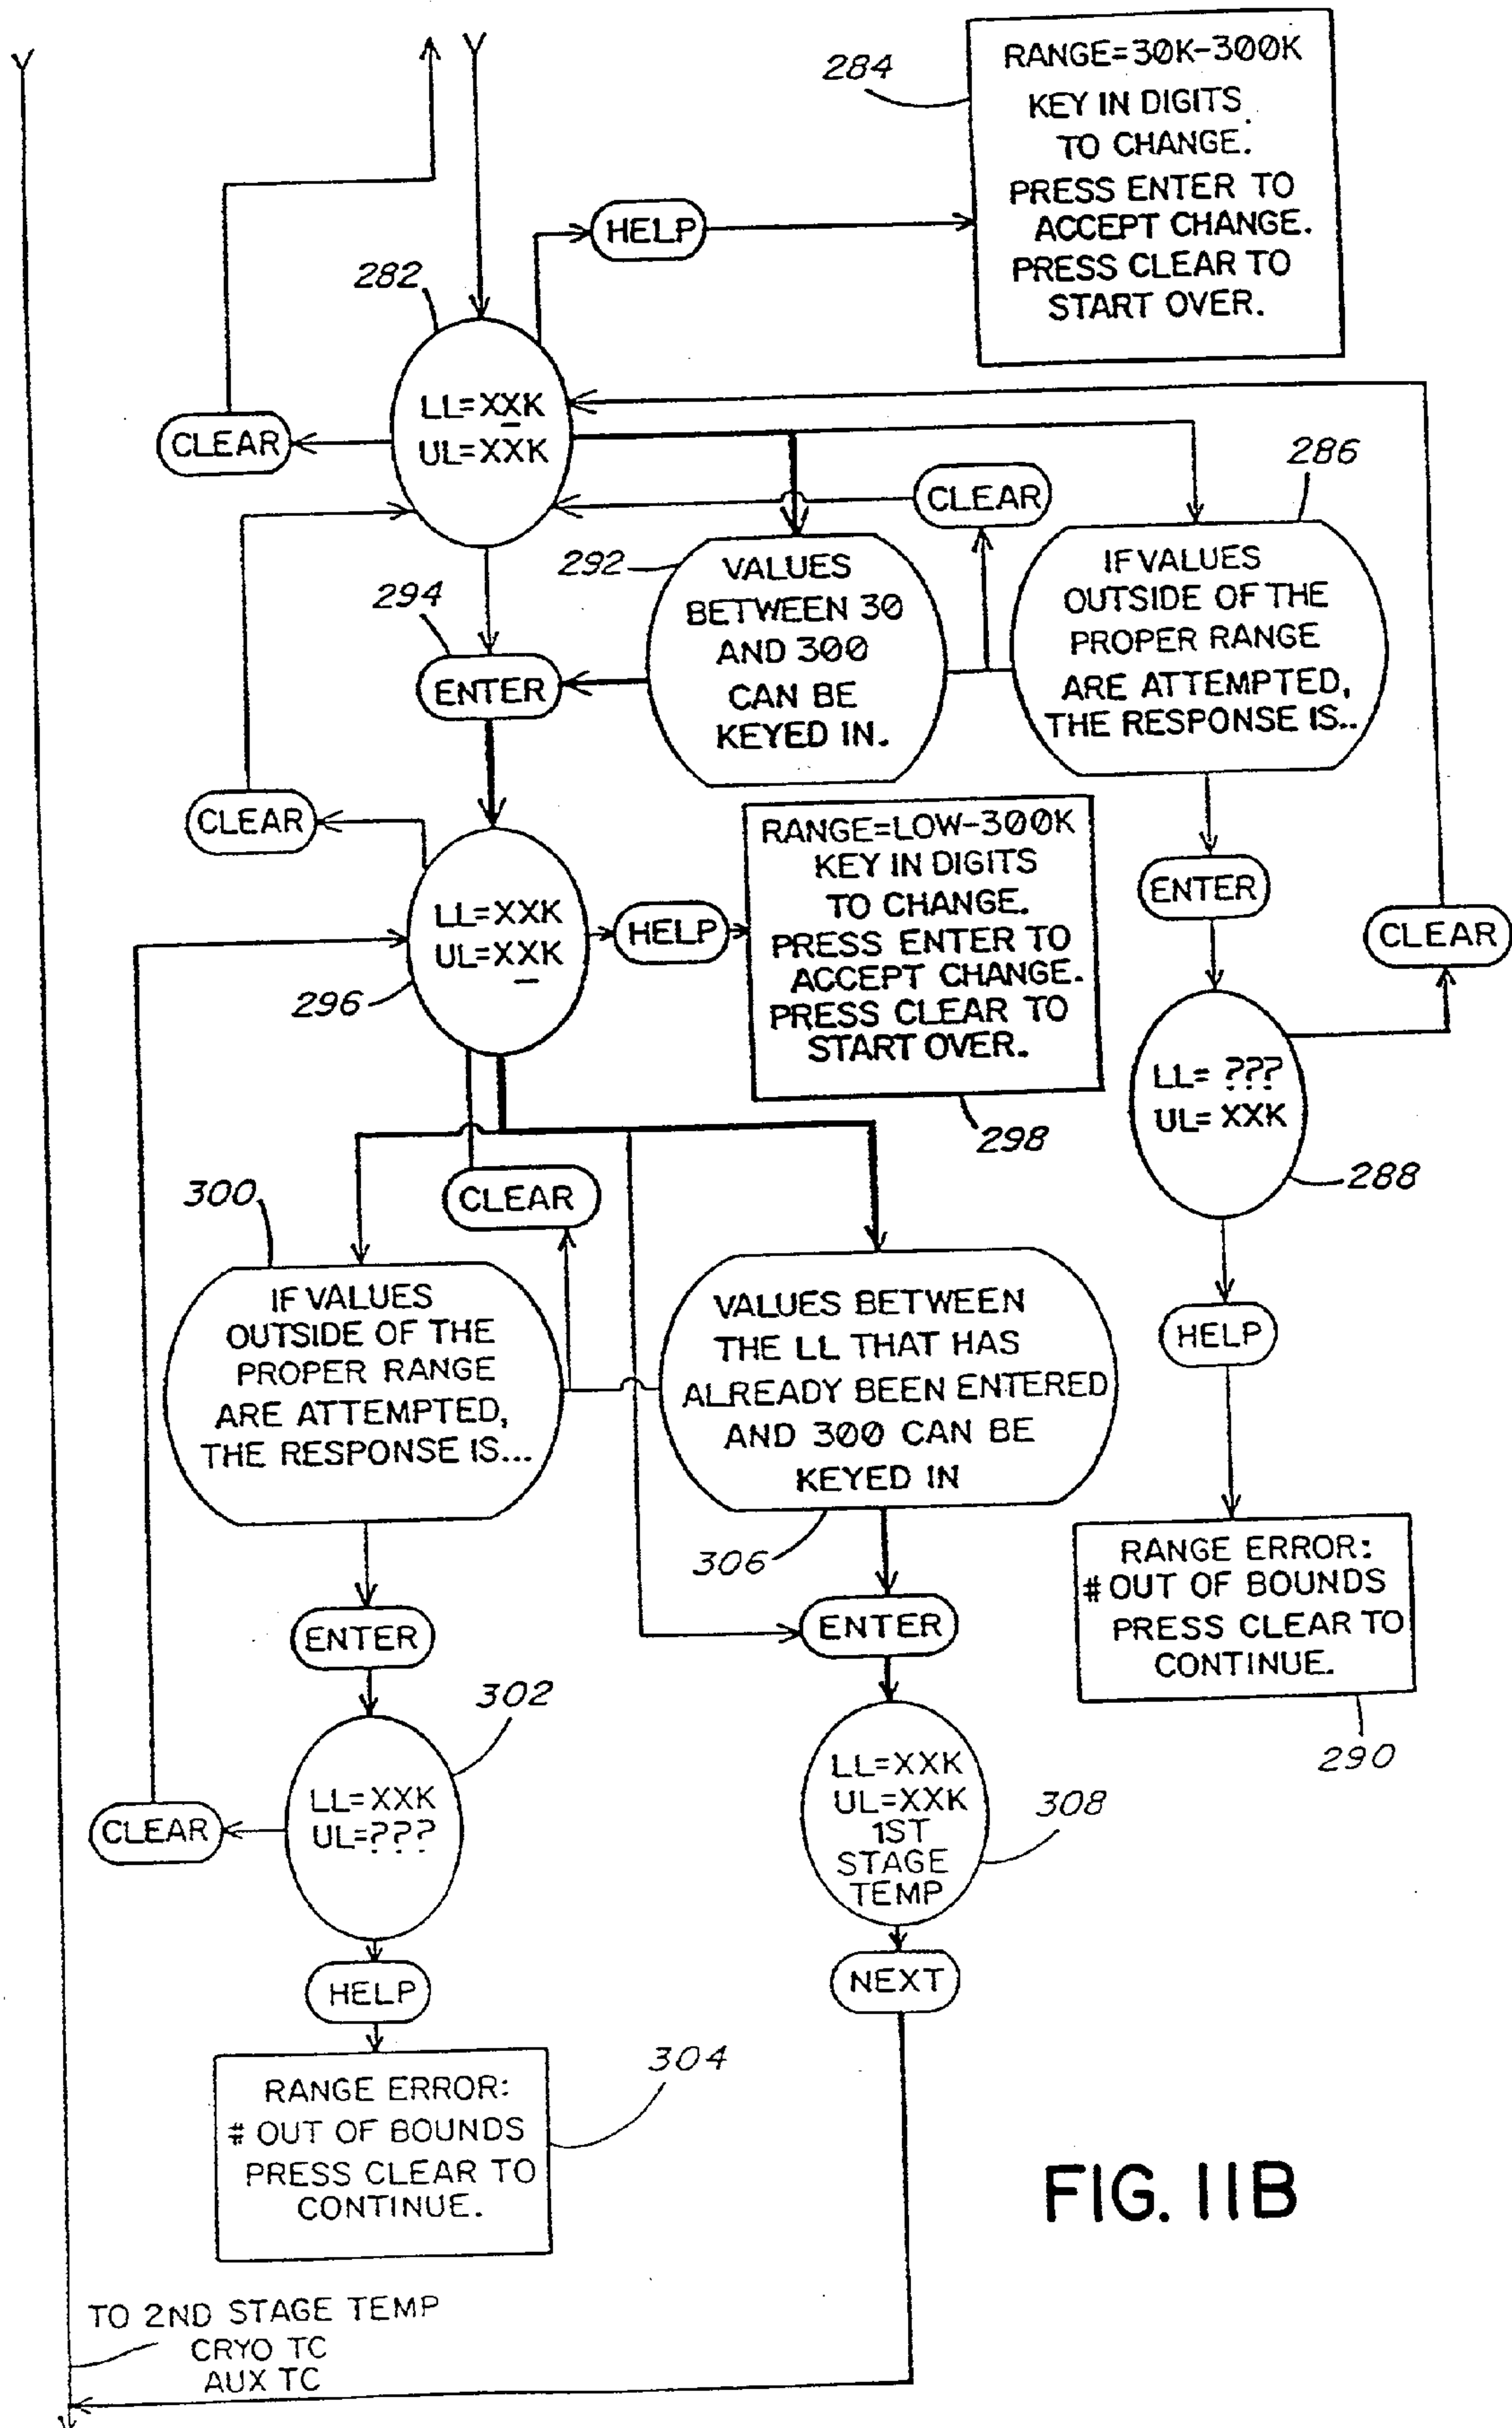 284
RANGE=30K-300K
KEY IN DIGITS
TO CHANGE.
PRESS ENTER TO
ACCEPT CHANGE.
PRESS CLEAR TO
START OVER.
HELP
282
LL=XXK
UL=XXK
CLEAR
CLEAR
286
IF VALUES
OUTSIDE OF THE
PROPER RANGE
ARE ATTEMPTED,
THE RESPONSE IS..
292
VALUES
BETWEEN 30
AND 300
CAN BE
KEYED IN.
294
ENTER
CLEAR
296
LL=XXK
UL=XXK
HELP
RANGE=LOW-300K
KEY IN DIGITS
TO CHANGE.
PRESS ENTER TO
ACCEPT CHANGE.
PRESS CLEAR TO
START OVER.
298
ENTER
CLEAR
LL= ???
UL= XXK
288
HELP
RANGE ERROR:
# OUT OF BOUNDS
PRESS CLEAR TO
CONTINUE.
290
CLEAR
300
IF VALUES
OUTSIDE OF THE
PROPER RANGE
ARE ATTEMPTED,
THE RESPONSE IS...
VALUES BETWEEN
THE LL THAT HAS
ALREADY BEEN ENTERED
AND 300 CAN BE
KEYED IN
306
ENTER
ENTER
302
LL=XXK
UL=???
CLEAR
HELP
304
RANGE ERROR:
# OUT OF BOUNDS
PRESS CLEAR TO
CONTINUE.
LL=XXK
UL=XXK
1ST
STAGE
TEMP
308
NEXT
TO 2ND STAGE TEMP
CRYO TC
AUX TC
FIG. 11B